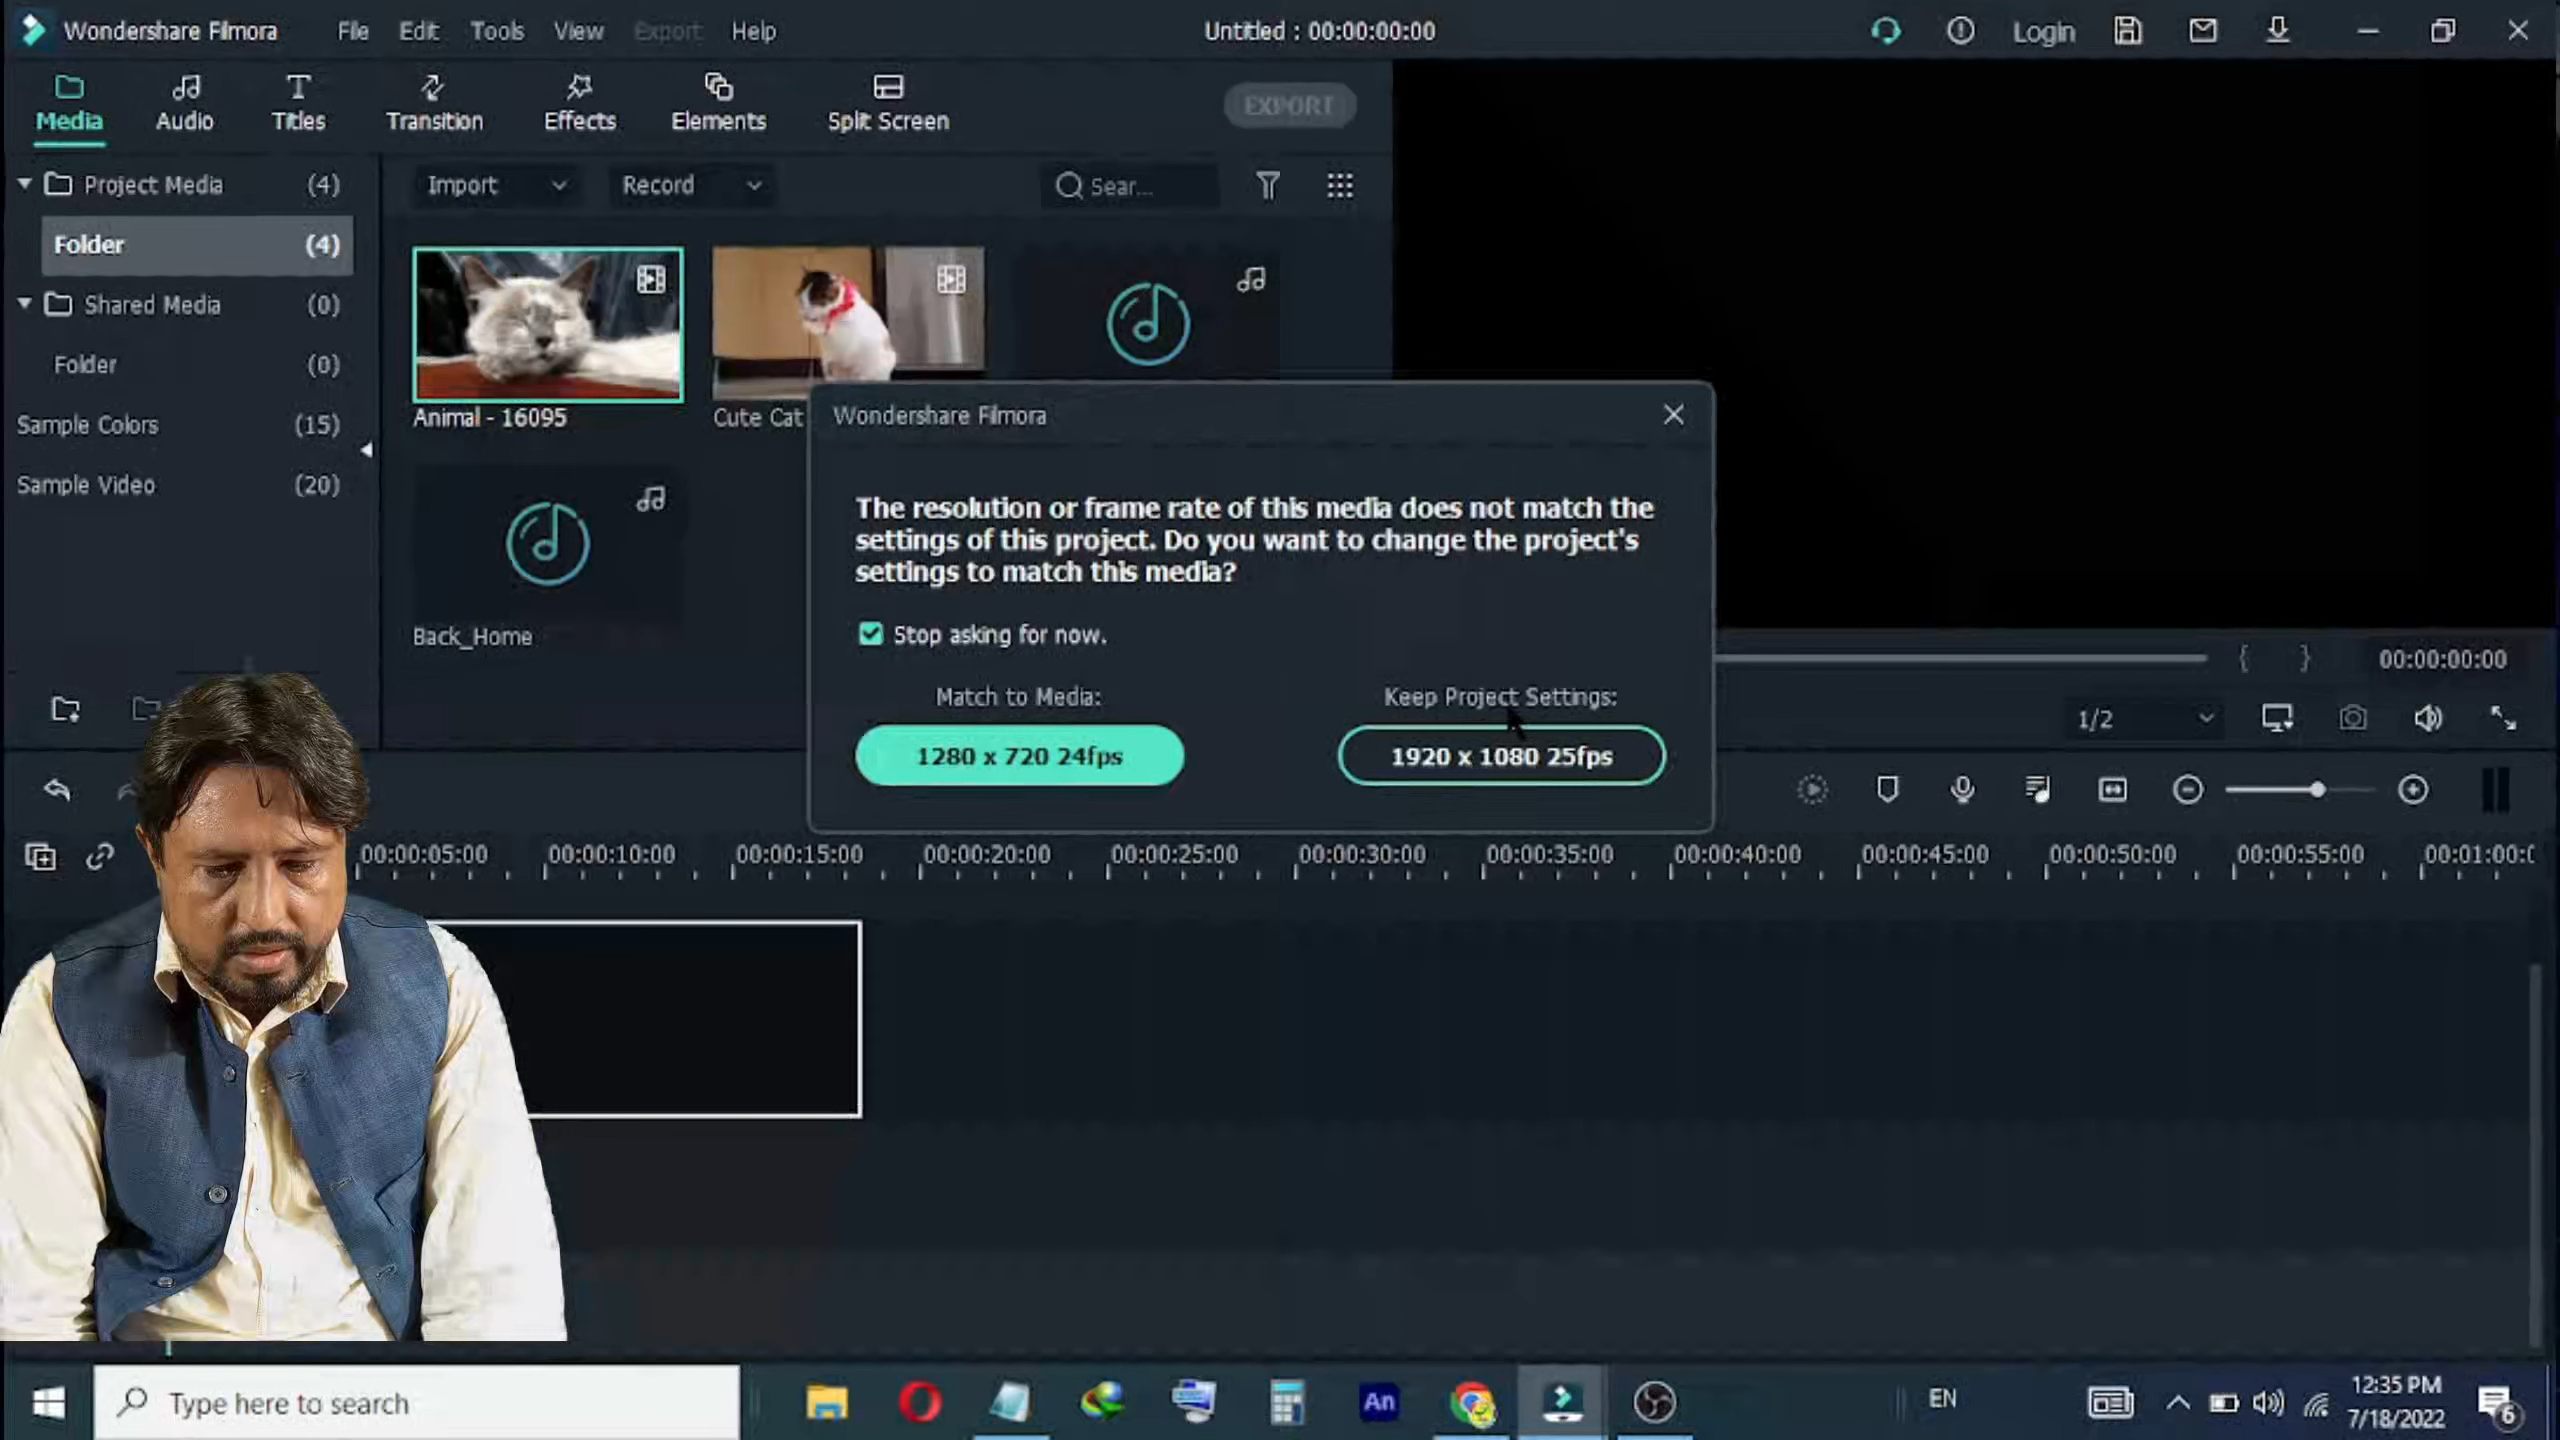 Wondershare Filmora File Edit Tools View Export Help Untitled : 00:00:00:00 Login
Media Audio Titles Transition Effects Elements Split Screen EXPORT
Project Media (4) Import Record Sear...
Folder (4)
Shared Media (0)
Folder (0)
Sample Colors (15)
Sample Video (20)
Animal - 16095 Cute Cat
Back_Home
Wondershare Filmora
The resolution or frame rate of this media does not match the
settings of this project. Do you want to change the project's
settings to match this media?
Stop asking for now.
Match to Media: Keep Project Settings:
1280 x 720 24fps 1920 x 1080 25fps
{ } 00:00:00:00
1/2
00:00:05:00 00:00:10:00 00:00:15:00 00:00:20:00 00:00:25:00 00:00:30:00 00:00:35:00 00:00:40:00 00:00:45:00 00:00:50:00 00:00:55:00 00:01:00:0
Type here to search An EN 12:35 PM
7/18/2022 6